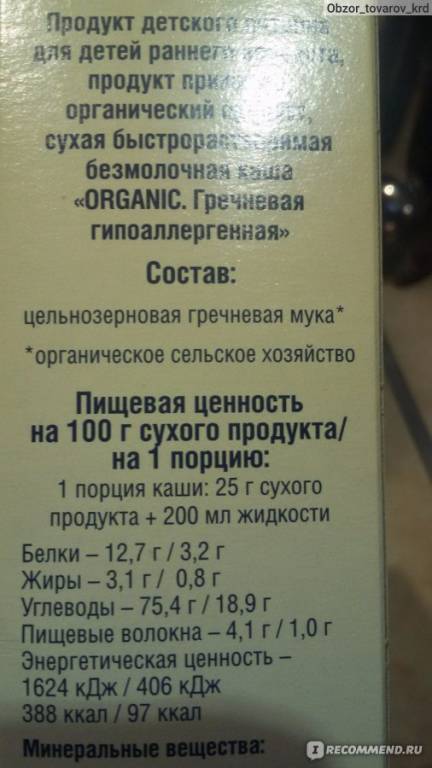 Obzor_tovarov_krd
Продукт детского питания
для детей раннего возраста,
продукт
органический
сухая быстрорастворимая
безмолочная каша
«ORGANIC. Гречневая
гипоаллергенная»
Состав:
цельнозерновая гречневая мука*
*органическое сельское хозяйство
Пищевая ценность
на 100 г сухого продукта/
на 1 порцию:
1 порция каши: 25 г сухого
продукта + 200 мл жидкости
Белки – 12,7 г / 3,2 г
Жиры – 3,1 г / 0,8 г
Углеводы – 75,4 г / 18,9 г
Пищевые волокна – 4,1 г / 1,0 г
Энергетическая ценность –
1624 кДж / 406 кДж
388 ккал / 97 ккал
Минеральные вещества:
IRECOMMEND.RU